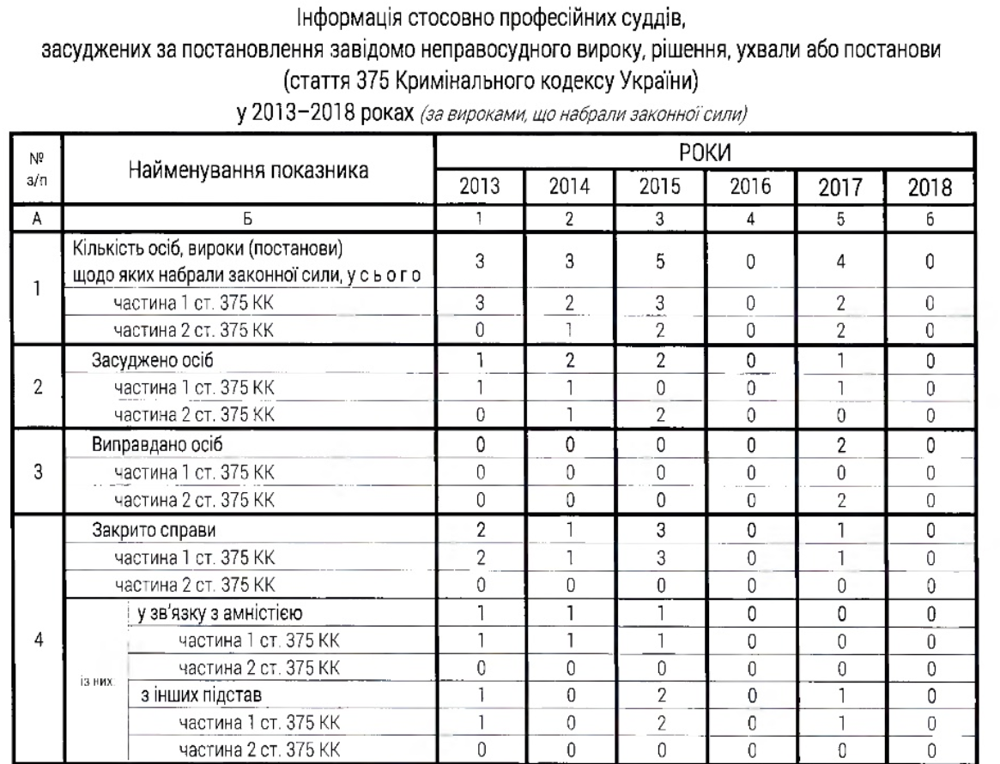 Інформація стосовно професійних суддів,
засуджених за постановлення завідомо неправосудного вироку, рішення, ухвали або постанови
(стаття 375 Кримінального кодексу України)
у 2013–2018 роках (за вироками, що набрали законної сили)
№ з/п Найменування показника РОКИ
2013 2014 2015 2016 2017 2018
А Б 1 2 3 4 5 6
1 Кількість осіб, вироки (постанови)
щодо яких набрали законної сили, у с ь о г о 3 3 5 0 4 0
частина 1 ст. 375 КК 3 2 3 0 2 0
частина 2 ст. 375 КК 0 1 2 0 2 0
2 Засуджено осіб 1 2 2 0 1 0
частина 1 ст. 375 КК 1 1 0 0 1 0
частина 2 ст. 375 КК 0 1 2 0 0 0
3 Виправдано осіб 0 0 0 0 2 0
частина 1 ст. 375 КК 0 0 0 0 0 0
частина 2 ст. 375 КК 0 0 0 0 2 0
4 Закрито справи 2 1 3 0 1 0
частина 1 ст. 375 КК 2 1 3 0 1 0
частина 2 ст. 375 КК 0 0 0 0 0 0
із них: у зв'язку з амністією 1 1 1 0 0 0
частина 1 ст. 375 КК 1 1 1 0 0 0
частина 2 ст. 375 КК 0 0 0 0 0 0
з інших підстав 1 0 2 0 1 0
частина 1 ст. 375 КК 1 0 2 0 1 0
частина 2 ст. 375 КК 0 0 0 0 0 0